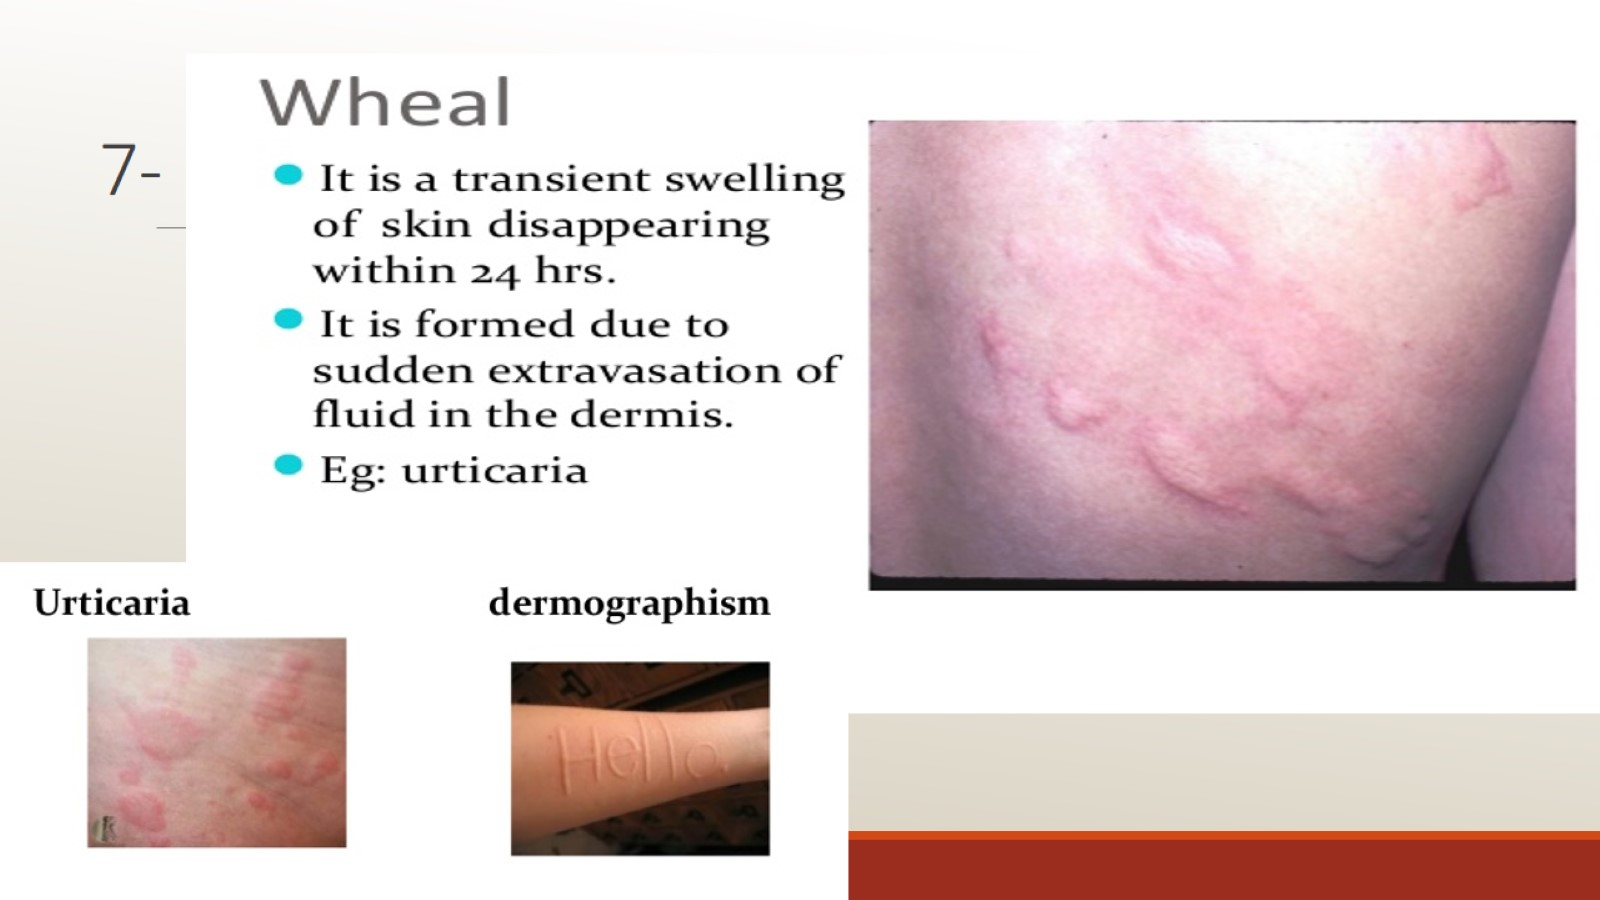 7-
Wheal
It is a transient swelling
of skin disappearing
within 24 hrs.
It is formed due to
sudden extravasation of
fluid in the dermis.
Eg: urticaria
Urticaria
dermographism
Hello.